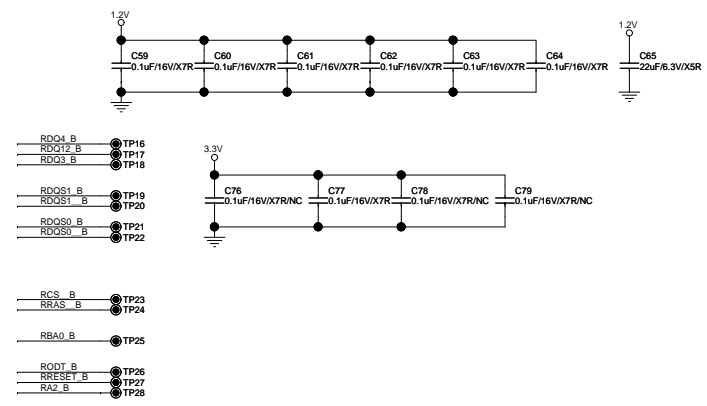 1.2V
C59
0.1uF/16V/X7R
C60
0.1uF/16V/X7R
C61
0.1uF/16V/X7R
C62
0.1uF/16V/X7R
C63
0.1uF/16V/X7R
C64
0.1uF/16V/X7R
1.2V
C65
22uF/6.3V/X5R
RDQ4_B TP16
RDQ12_B TP17
RDQ3_B TP18
RDQS1_B TP19
RDQS1__B TP20
RDQS0_B TP21
RDQS0__B TP22
3.3V
C76
0.1uF/16V/X7R/NC
C77
0.1uF/16V/X7R
C78
0.1uF/16V/X7R/NC
C79
0.1uF/16V/X7R/NC
RCS__B TP23
RRAS__B TP24
RBA0_B TP25
RODT_B TP26
RRESET_B TP27
RA2_B TP28